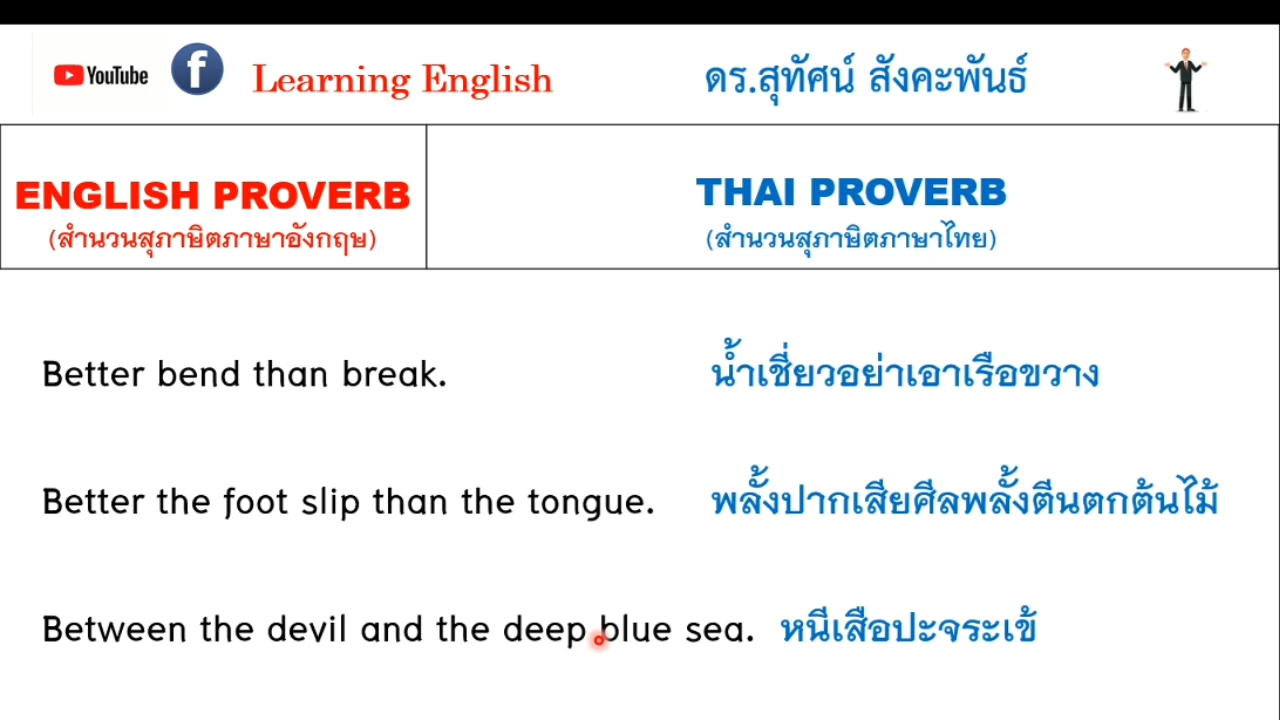 YouTube f Learning English ดร.สุทัศน์ สังคะพันธ์
ENGLISH PROVERB THAI PROVERB
(สำนวนสุภาษิตภาษาอังกฤษ) (สำนวนสุภาษิตภาษาไทย)
Better bend than break. น้ำเชี่ยวอย่าเอาเรือขวาง
Better the foot slip than the tongue. พลั้งปากเสียศีลพลั้งตีนตกต้นไม้
Between the devil and the deep blue sea. หนีเสือปะจระเข้